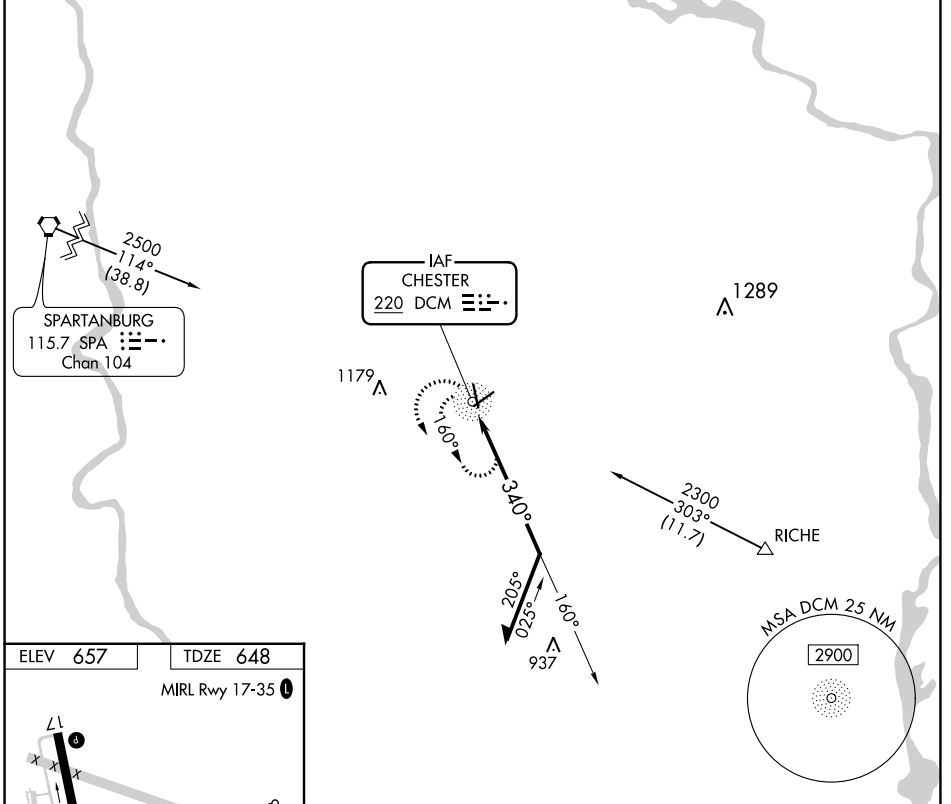 2500
114°
(38.8)
SPARTANBURG
115.7 SPA
Chan 104
IAF
CHESTER
220 DCM
1289
1179
160°
340°
2300
303°
(11.7)
RICHE
205°
025°
160°
937
MSA DCM 25 NM
2900
ELEV 657
TDZE 648
MIRL Rwy 17-35 L
17
P
X X X